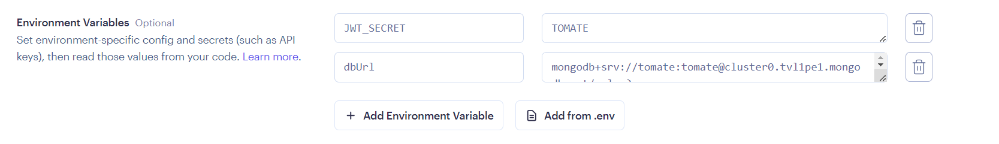 Environment Variables Optional
Set environment-specific config and secrets (such as API
keys), then read those values from your code. Learn more.
JWT_SECRET
TOMATE
dbUrl
mongodb+srv://tomate:tomate@cluster0.tvl1pe1.mongo
+ Add Environment Variable
Add from .env